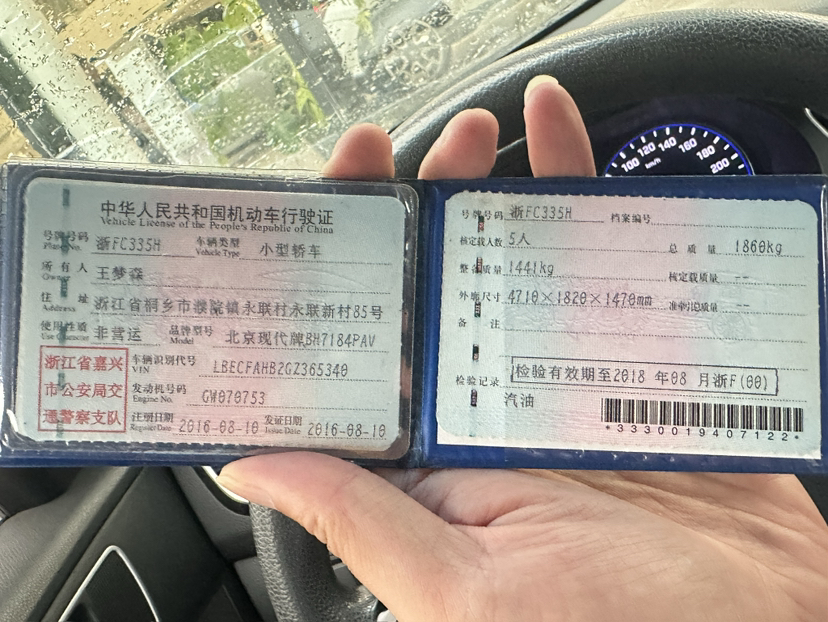 中华人民共和国机动车行驶证
Vehicle License of the People's Republic of China
号牌号码 浙FC335H 车辆类型 小型轿车
Plate No. Vehicle Type
所有人 王梦森
Owner
住址 浙江省桐乡市濮院镇永联村永联新村85号
Address
使用性质 非营运 品牌型号 北京现代牌BH7184PAV
Use Character Model
浙江省嘉兴
市公安局交
通警察支队
车辆识别代号 LBECFAHB2GZ365340
VIN
发动机号码 GW070753
Engine No.
注册日期 2016-08-10 发证日期 2016-08-10
Register Date Issue Date
号牌号码 浙FC335H 档案编号
核定载人数 5人 总质量 1860kg
整备质量 1441kg 核定载质量 --
外廓尺寸 4710×1820×1470mm 准牵引总质量 --
备注
检验记录 检验有效期至2018 年08 月浙F(00)
汽油
*3330019407122*
100 120 140 160 180 200
km/h